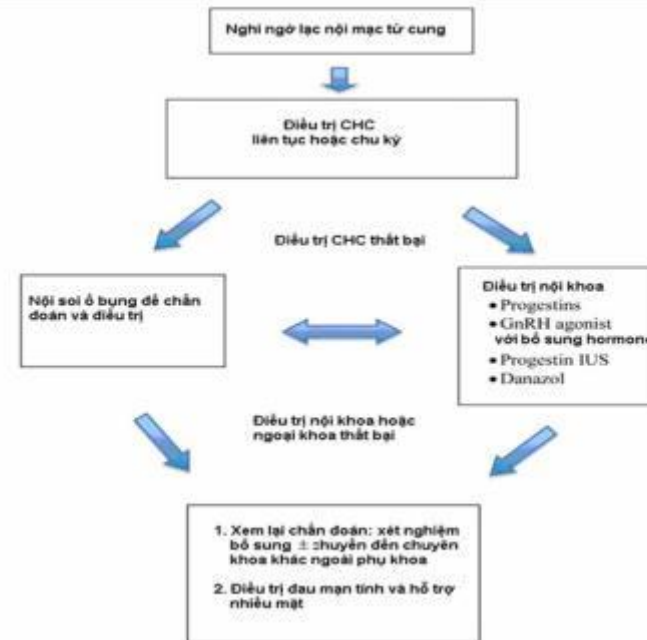 Nghi ngờ lạc nội mạc tử cung
Điều trị CHC
liên tục hoặc chu kỳ
Điều trị CHC thất bại
Nội soi ổ bụng để chẩn
đoán và điều trị
Điều trị nội khoa
• Progestins
• GnRH agonist
với bổ sung hormone
• Progestin IUS
• Danazol
Điều trị nội khoa hoặc
ngoại khoa thất bại
1. Xem lại chẩn đoán: xét nghiệm
bổ sung ± chuyển đến chuyên
khoa khác ngoài phụ khoa
2. Điều trị đau mạn tính và hỗ trợ
nhiều mặt